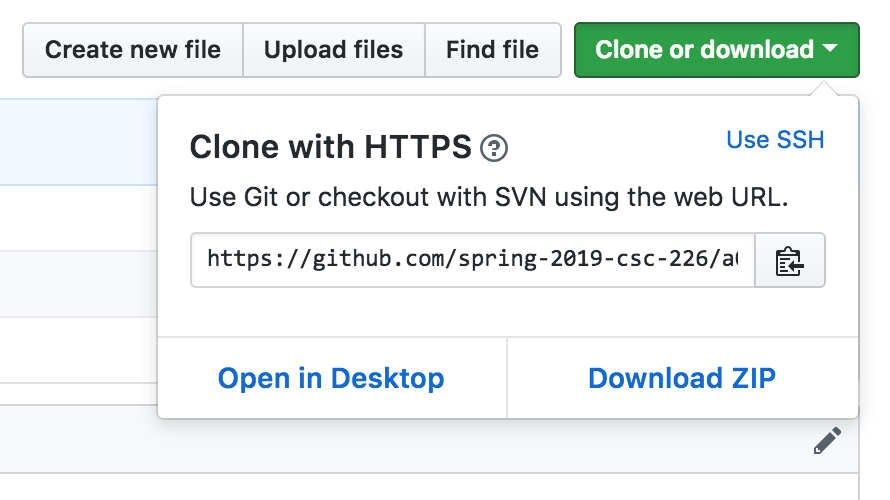 Create new file
Upload files
Find file
Clone or download
Clone with HTTPS
Use SSH
Use Git or checkout with SVN using the web URL.
https://github.com/spring-2019-csc-226/a
Open in Desktop
Download ZIP